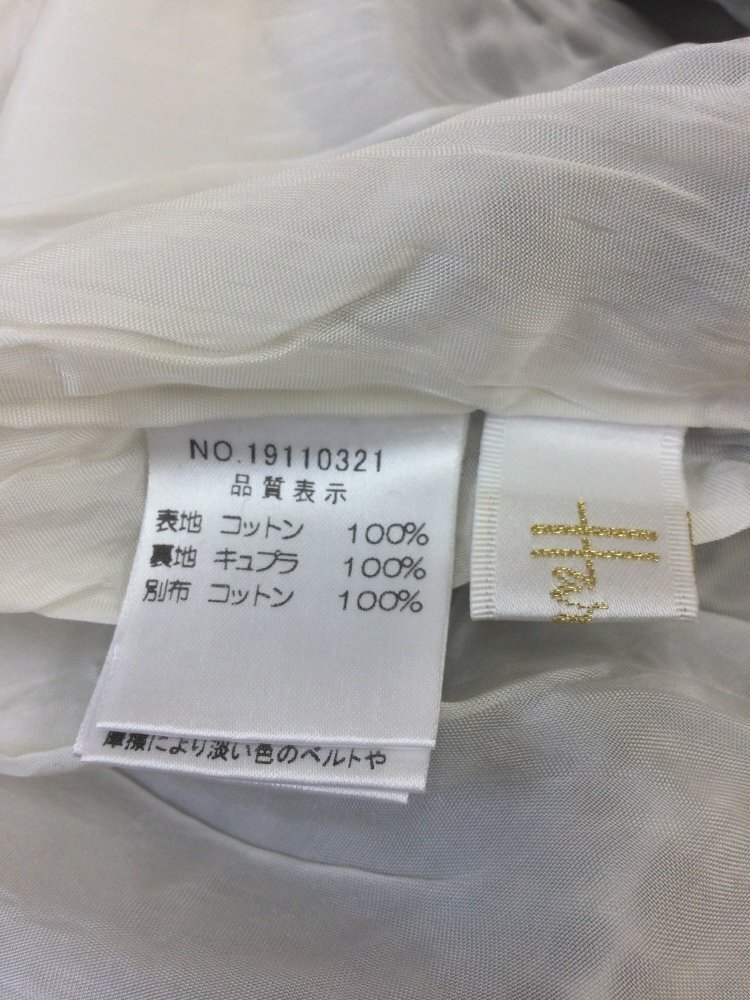 NO.19110321
品質表示
表地 コットン 100%
裏地 キュプラ 100%
別布 コットン 100%
摩擦により淡い色のベルトや